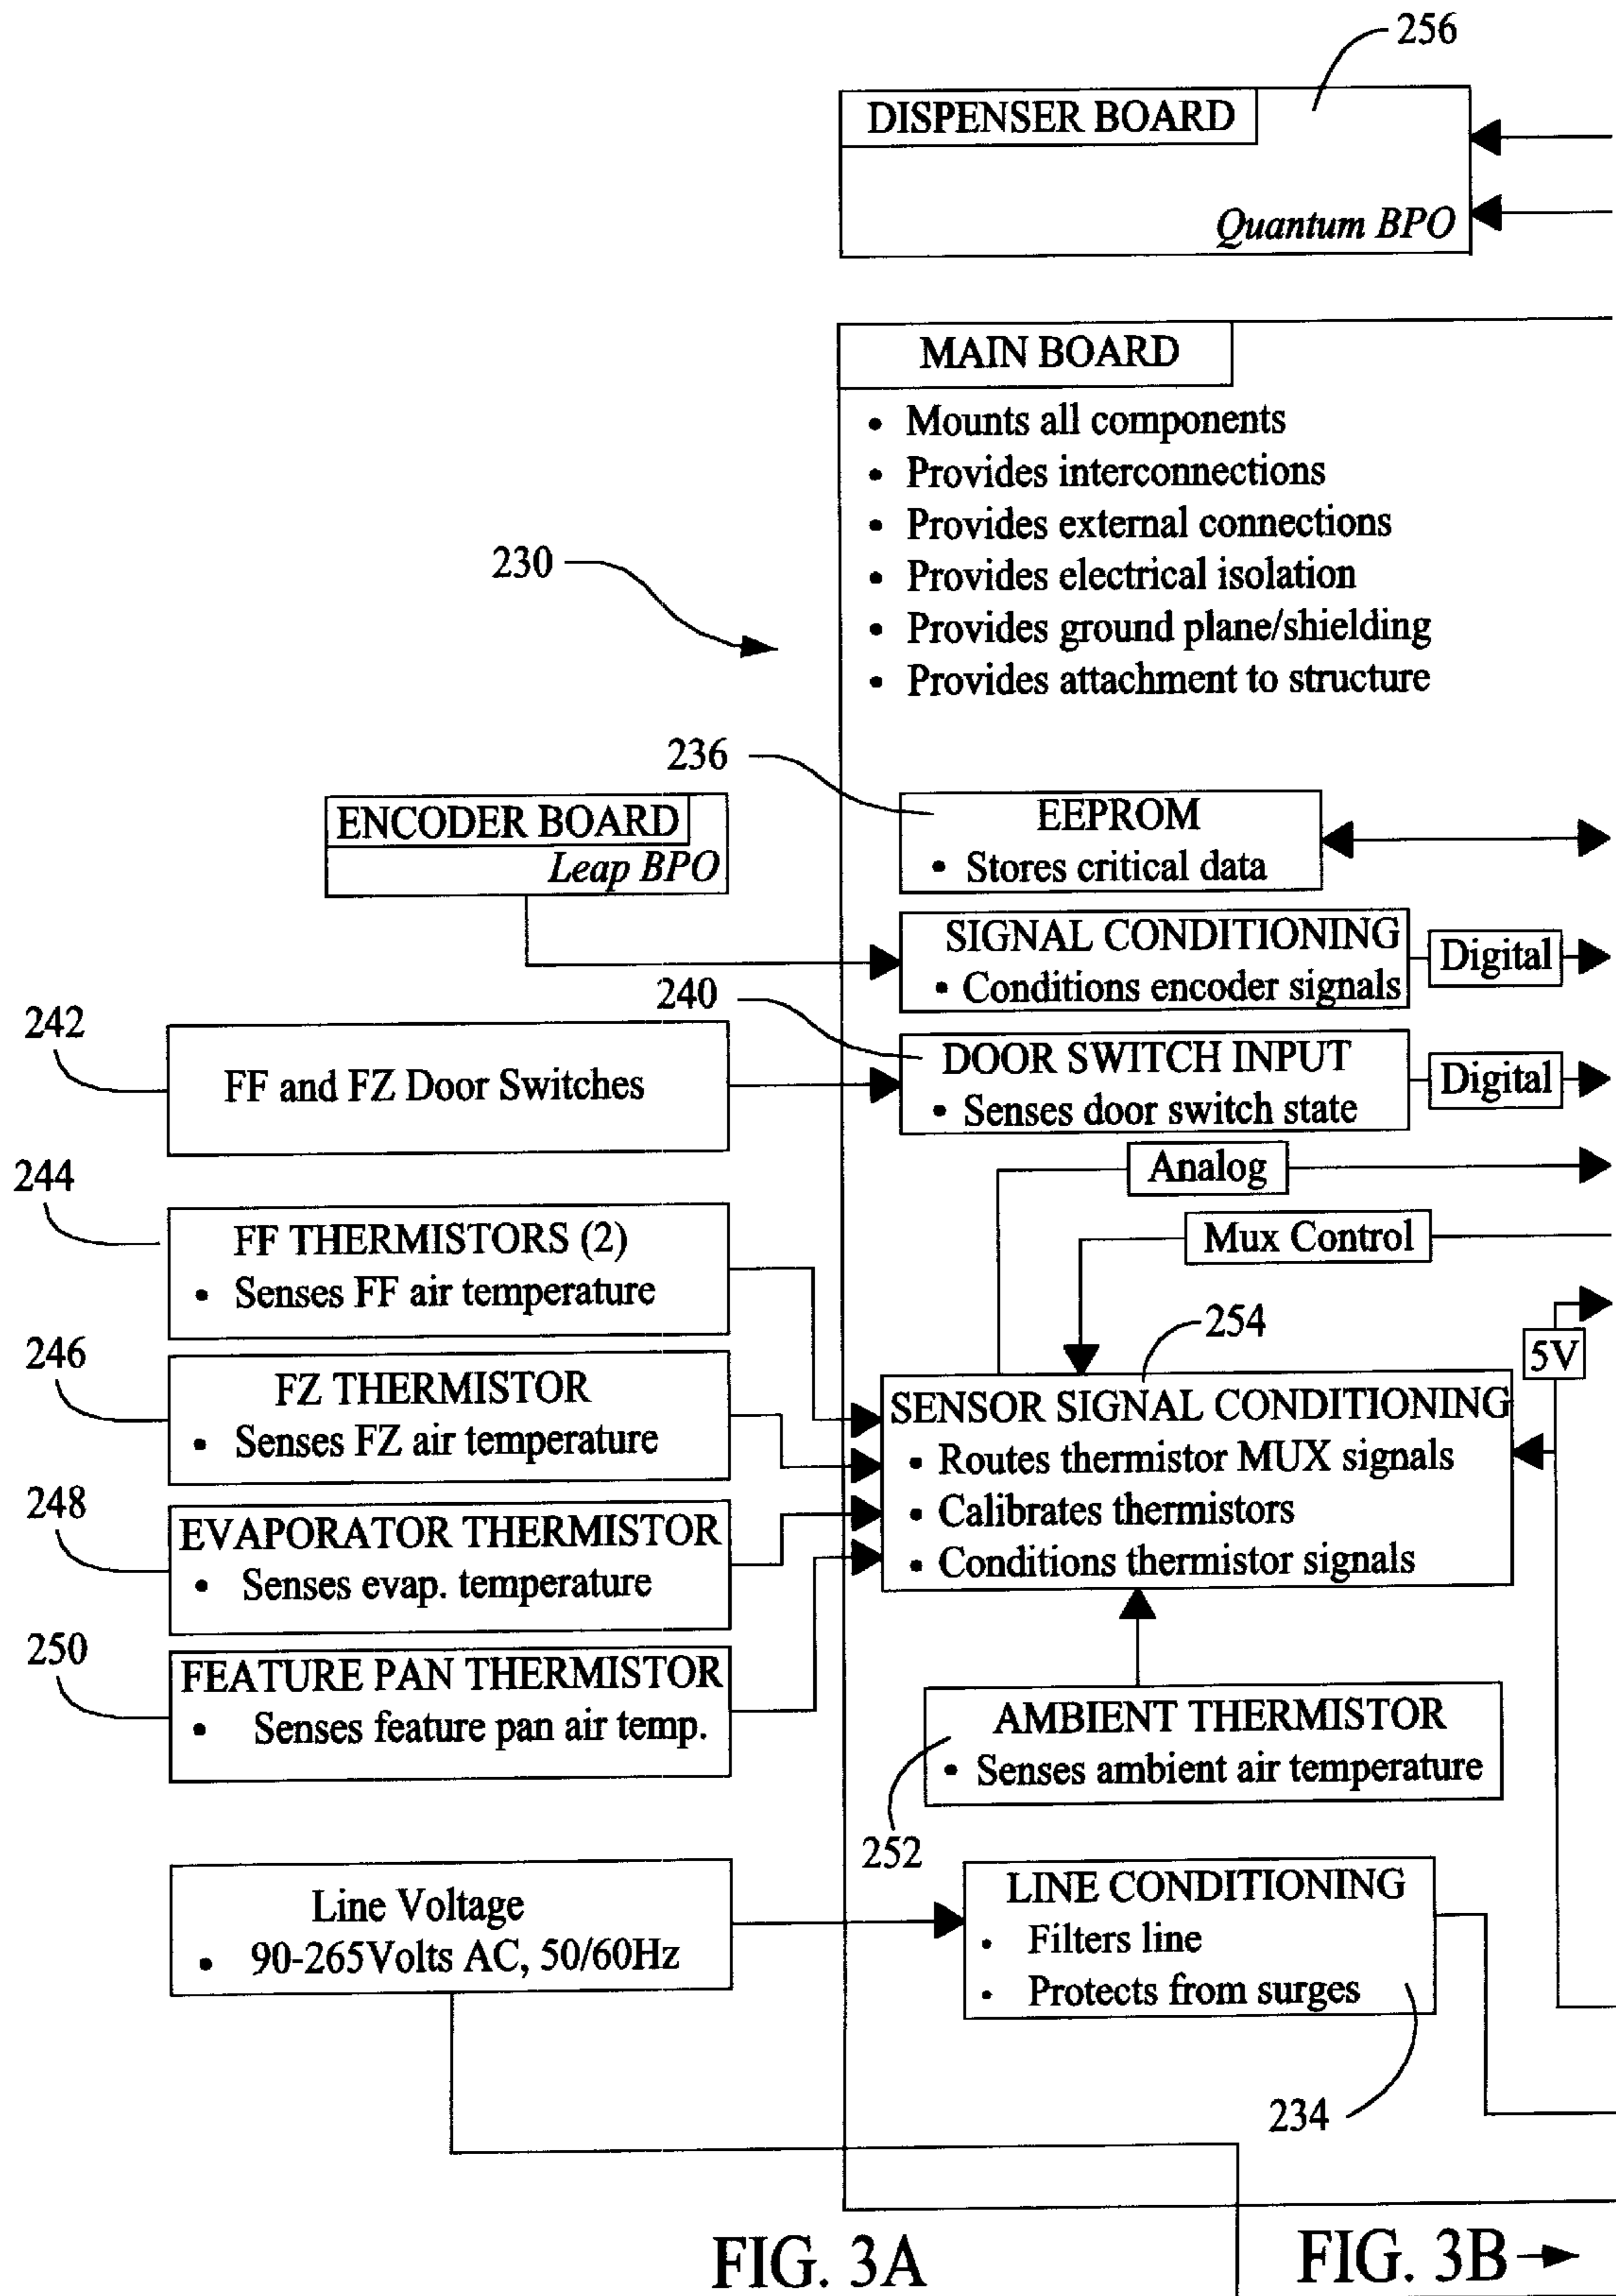 256
DISPENSER BOARD
Quantum BPO
MAIN BOARD
• Mounts all components
• Provides interconnections
• Provides external connections
230
• Provides electrical isolation
• Provides ground plane/shielding
• Provides attachment to structure
236
ENCODER BOARD
Leap BPO
EEPROM
• Stores critical data
SIGNAL CONDITIONING
• Conditions encoder signals
Digital
240
242
FF and FZ Door Switches
DOOR SWITCH INPUT
• Senses door switch state
Digital
Analog
244
FF THERMISTORS (2)
• Senses FF air temperature
Mux Control
254
5V
246
FZ THERMISTOR
• Senses FZ air temperature
SENSOR SIGNAL CONDITIONING
• Routes thermistor MUX signals
• Calibrates thermistors
• Conditions thermistor signals
248
EVAPORATOR THERMISTOR
• Senses evap. temperature
250
FEATURE PAN THERMISTOR
• Senses feature pan air temp.
AMBIENT THERMISTOR
• Senses ambient air temperature
252
Line Voltage
• 90-265Volts AC, 50/60Hz
LINE CONDITIONING
• Filters line
• Protects from surges
234
FIG. 3A
FIG. 3B